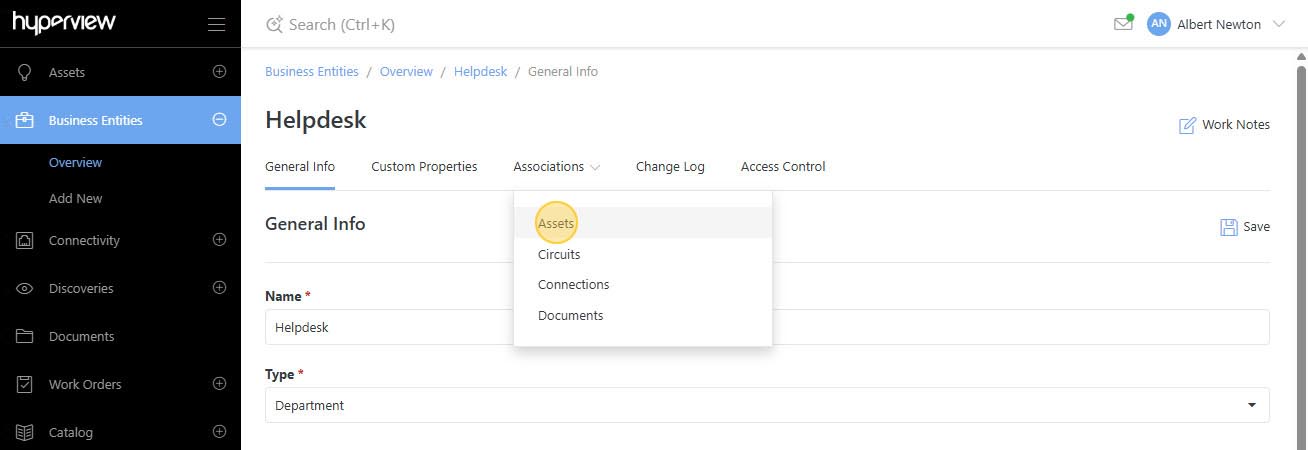 hyperview
Search (Ctrl+K)
AN Albert Newton
Assets
Business Entities
Overview
Add New
Connectivity
Discoveries
Documents
Work Orders
Catalog
Business Entities / Overview / Helpdesk / General Info
Helpdesk
Work Notes
General Info Custom Properties Associations Change Log Access Control
Assets
Circuits
Connections
Documents
General Info
Save
Name *
Helpdesk
Type *
Department